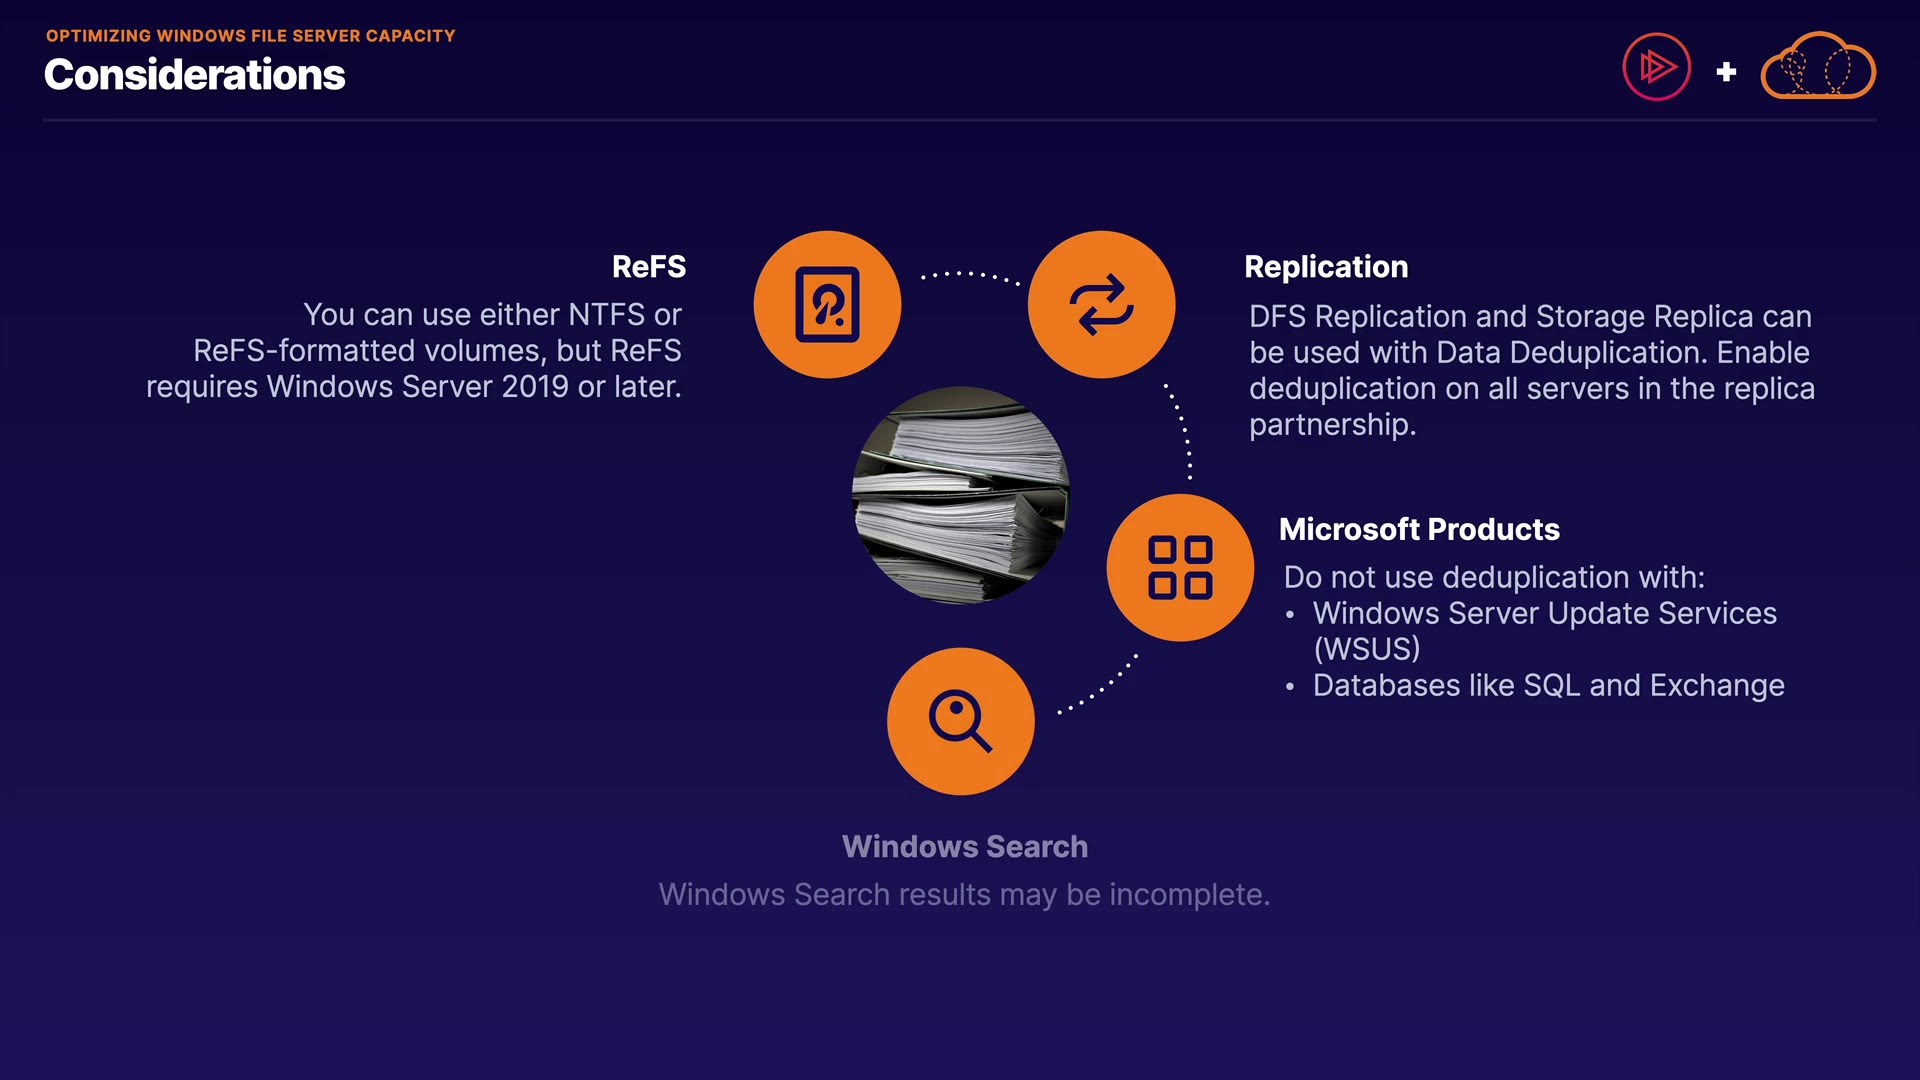 OPTIMIZING WINDOWS FILE SERVER CAPACITY
Considerations
ReFS
You can use either NTFS or
ReFS-formatted volumes, but ReFS
requires Windows Server 2019 or later.
Replication
DFS Replication and Storage Replica can
be used with Data Deduplication. Enable
deduplication on all servers in the replica
partnership.
Microsoft Products
Do not use deduplication with:
• Windows Server Update Services
(WSUS)
• Databases like SQL and Exchange
Windows Search
Windows Search results may be incomplete.